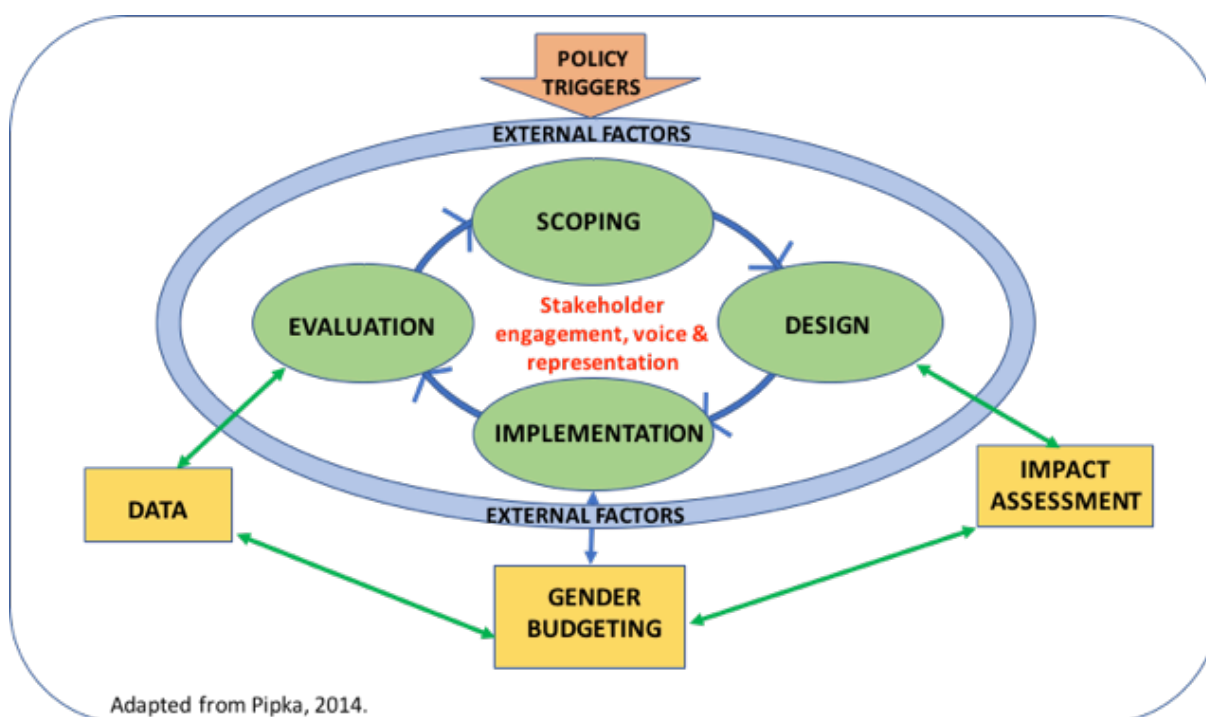 POLICY
TRIGGERS
EXTERNAL FACTORS
SCOPING
EVALUATION
Stakeholder
engagement, voice &
representation
DESIGN
IMPLEMENTATION
EXTERNAL FACTORS
DATA
IMPACT
ASSESSMENT
GENDER
BUDGETING
Adapted from Pipka, 2014.